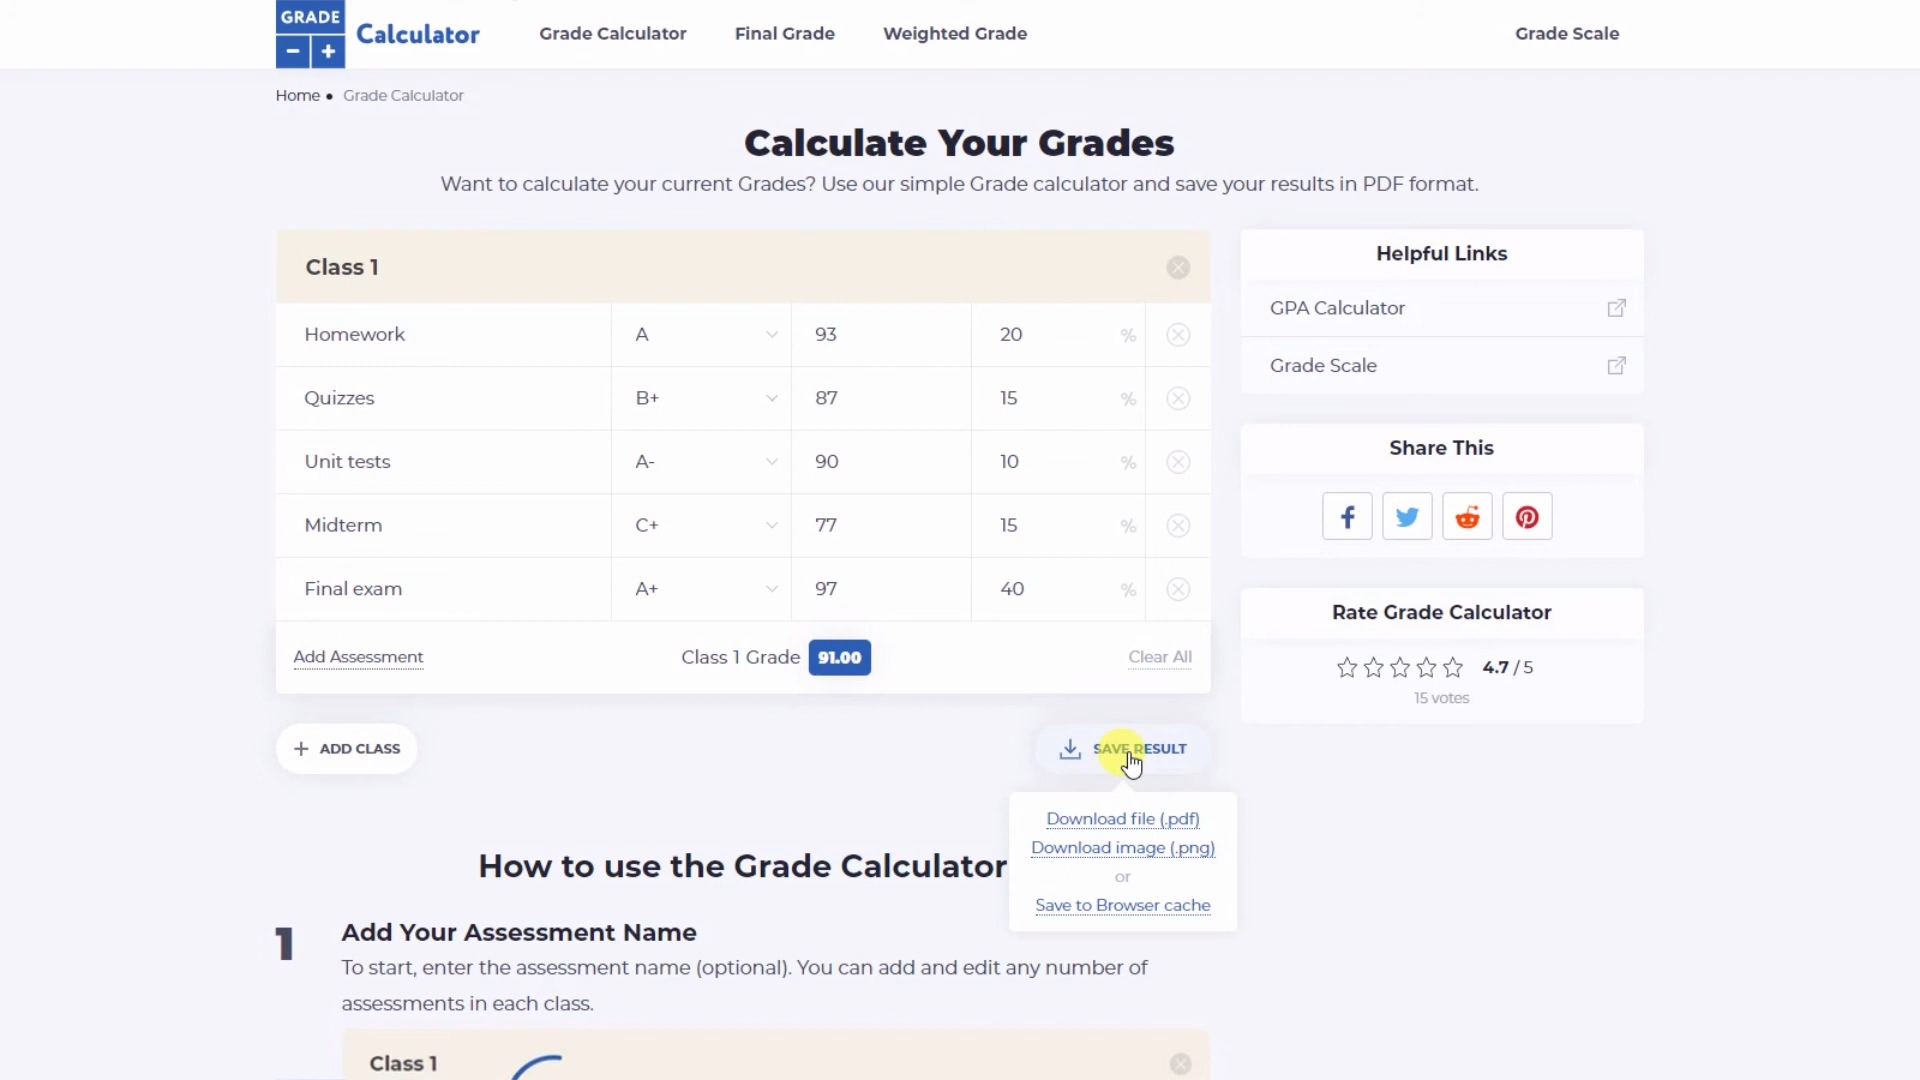 GRADE
- +
Calculator
Grade Calculator Final Grade Weighted Grade Grade Scale
Home • Grade Calculator
Calculate Your Grades
Want to calculate your current Grades? Use our simple Grade calculator and save your results in PDF format.
Class 1
Homework A 93 20 %
Quizzes B+ 87 15 %
Unit tests A- 90 10 %
Midterm C+ 77 15 %
Final exam A+ 97 40 %
Add Assessment Class 1 Grade 91.00 Clear All
+ ADD CLASS
SAVE RESULT
Download file (.pdf)
Download image (.png)
or
Save to Browser cache
Helpful Links
GPA Calculator
Grade Scale
Share This
Rate Grade Calculator
4.7 / 5
15 votes
How to use the Grade Calculator
1 Add Your Assessment Name
To start, enter the assessment name (optional). You can add and edit any number of
assessments in each class.
Class 1